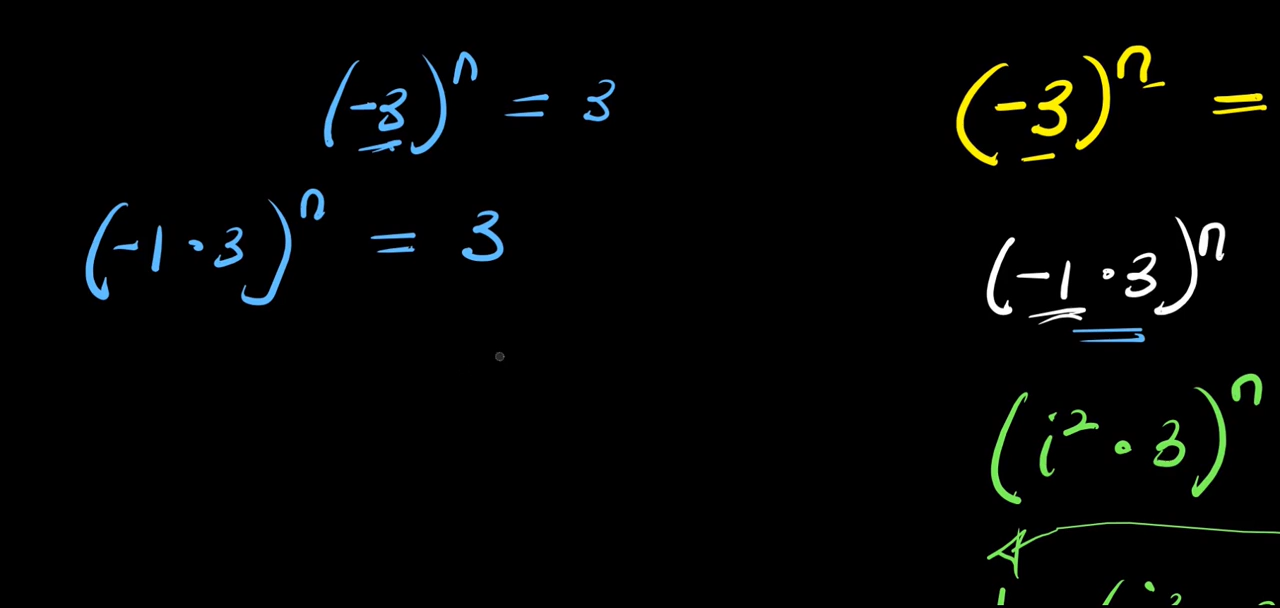 (-3)^n = 3
(-1·3)^n = 3
(-3)^n =
(-1·3)^n
(i²·3)^n